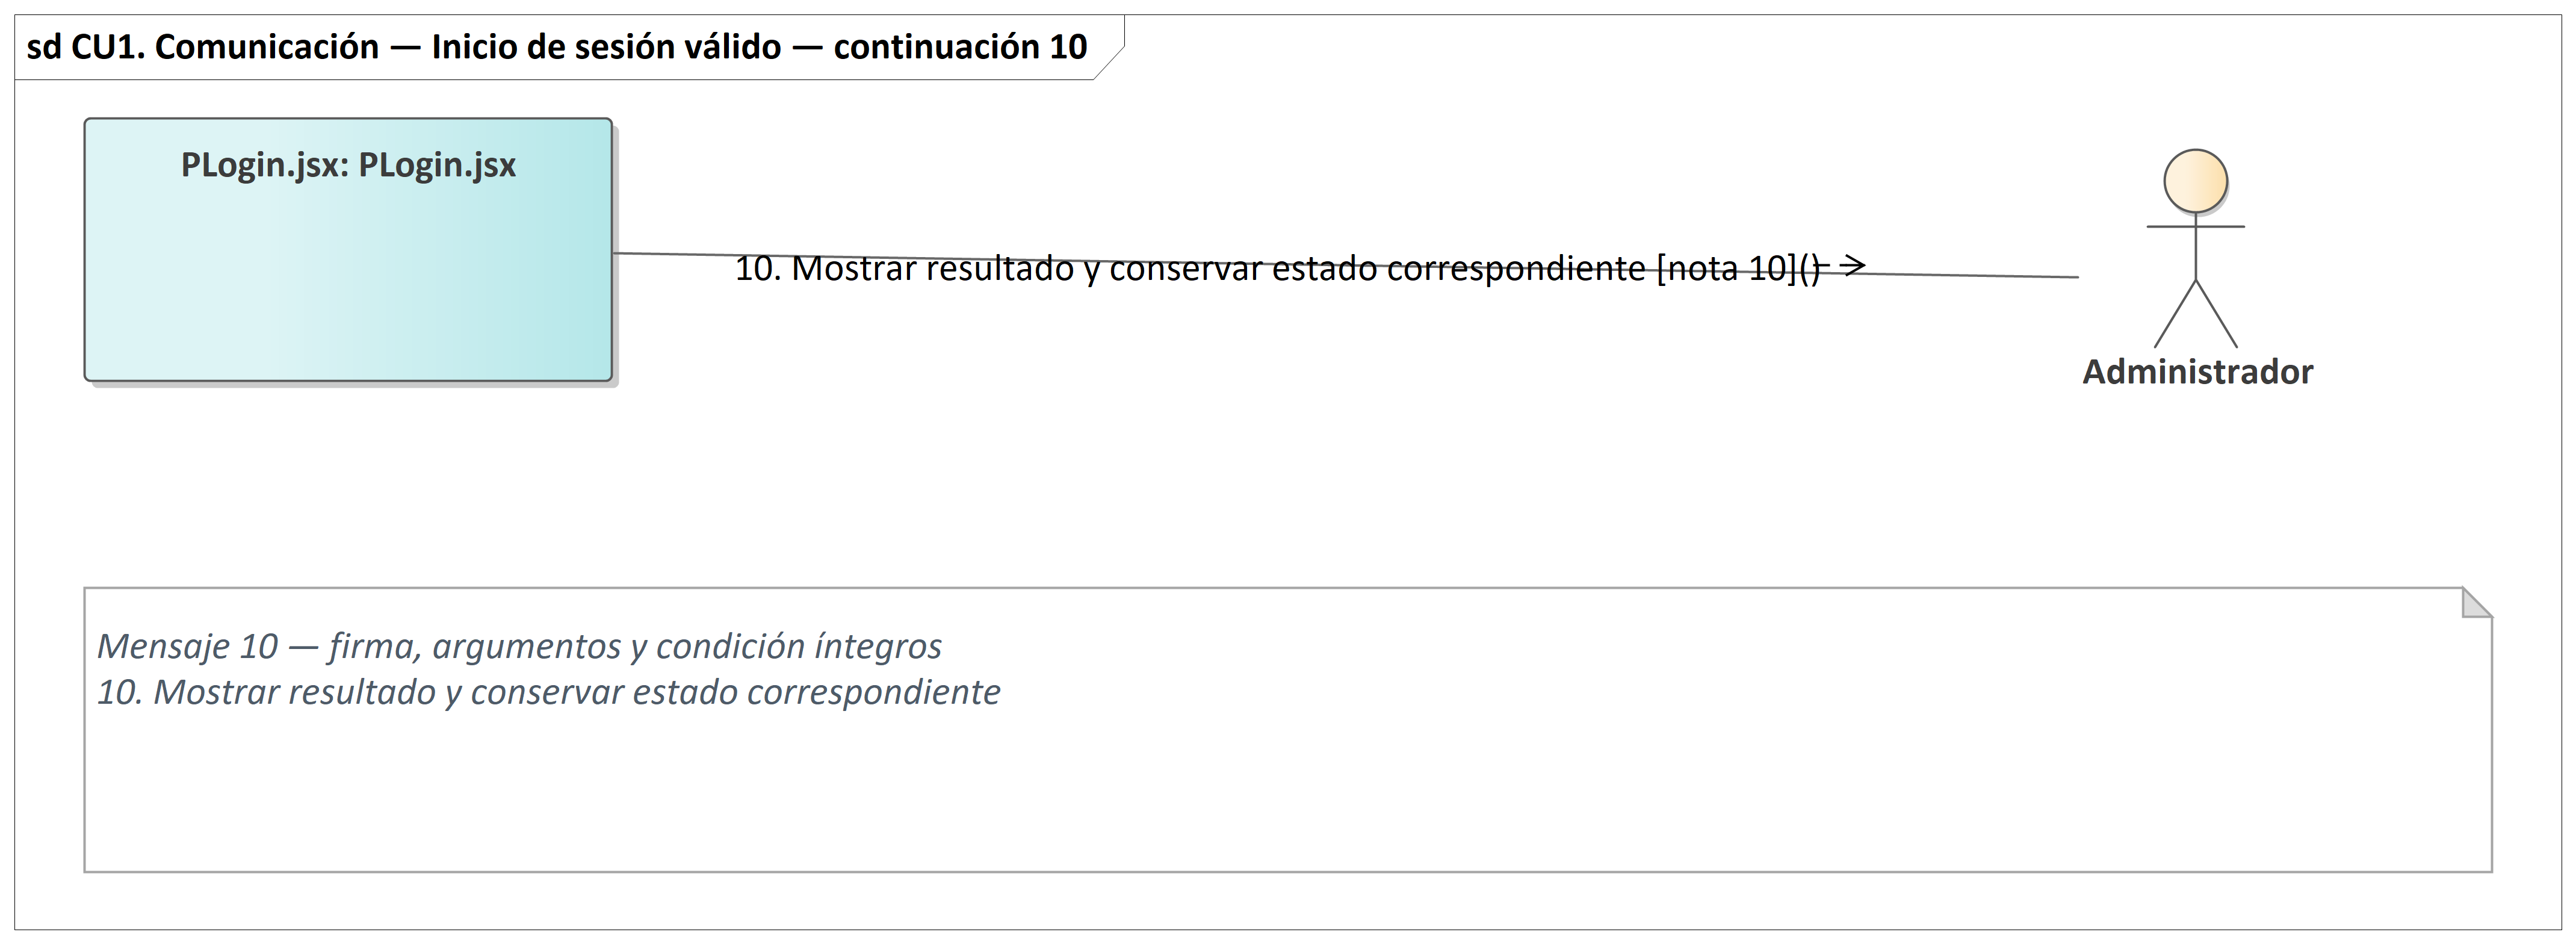 sd CU1. Comunicación — Inicio de sesión válido — continuación 10
PLogin.jsx: PLogin.jsx
10. Mostrar resultado y conservar estado correspondiente [nota 10]()
Administrador
Mensaje 10 — firma, argumentos y condición íntegros
10. Mostrar resultado y conservar estado correspondiente